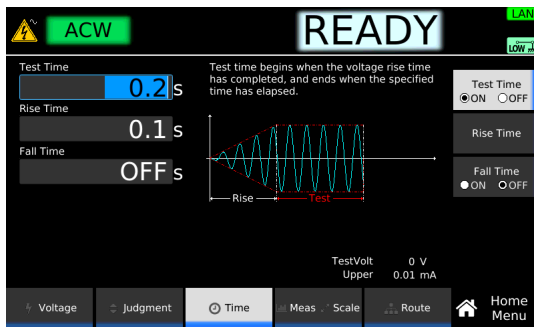 ACW
READY
LAN
LOW
Test Time
0.2 s
Rise Time
0.1 s
Fall Time
OFF s
Test time begins when the voltage rise time
has completed, and ends when the specified
time has elapsed.
Rise
Test
TestVolt 0 V
Upper 0.01 mA
Test Time
ON OFF
Rise Time
Fall Time
ON OFF
Voltage
Judgment
Time
Meas
Scale
Route
Home
Menu